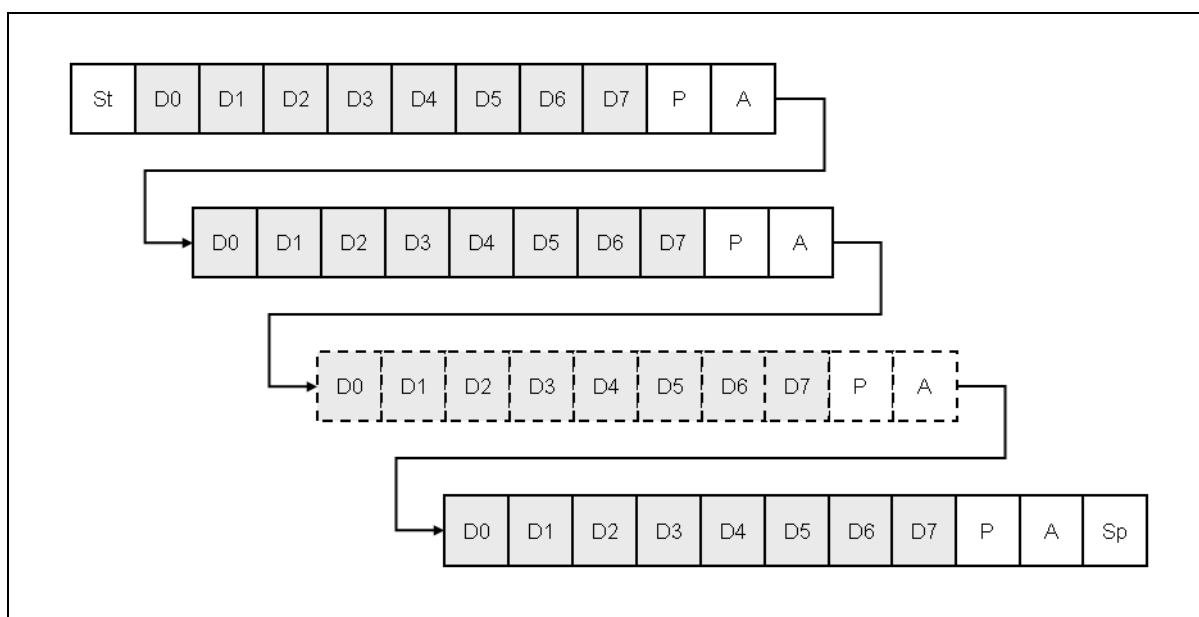 St D0 D1 D2 D3 D4 D5 D6 D7 P A
D0 D1 D2 D3 D4 D5 D6 D7 P A
D0 D1 D2 D3 D4 D5 D6 D7 P A
D0 D1 D2 D3 D4 D5 D6 D7 P A Sp